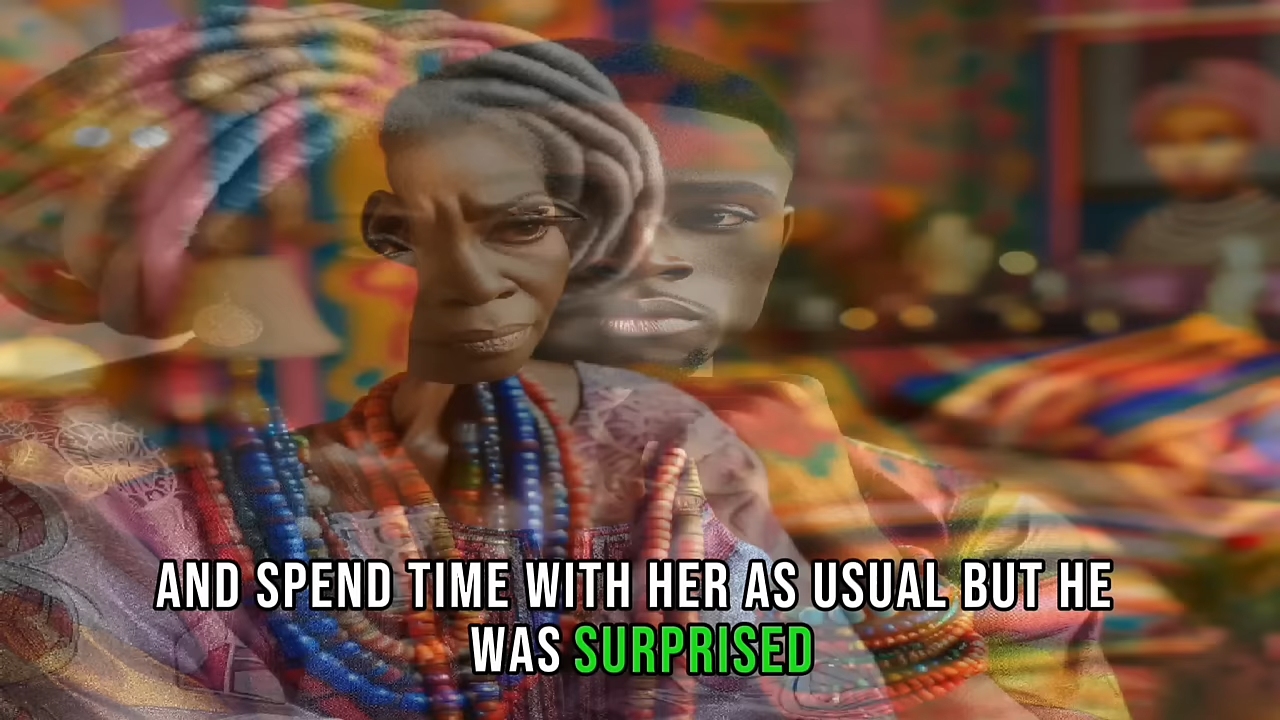 AND SPEND TIME WITH HER AS USUAL BUT HE
WAS SURPRISED